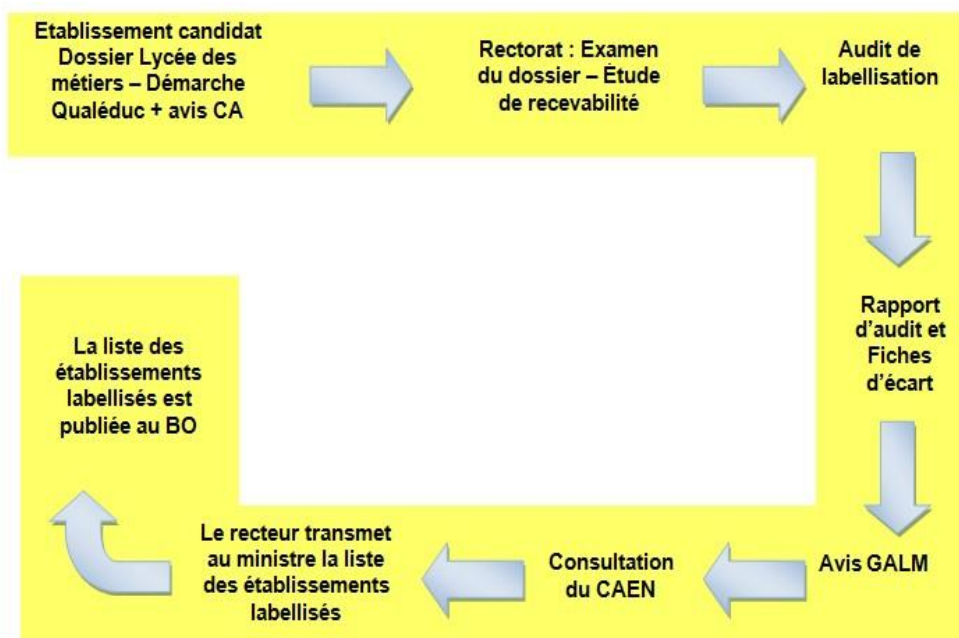 Etablissement candidat
Dossier Lycée des
métiers – Démarche
Qualéduc + avis CA
Rectorat : Examen
du dossier – Étude
de recevabilité
Audit de
labellisation
Rapport
d'audit et
Fiches
d'écart
Avis GALM
Consultation
du CAEN
Le recteur transmet
au ministre la liste
des établissements
labellisés
La liste des
établissements
labellisés est
publiée au BO